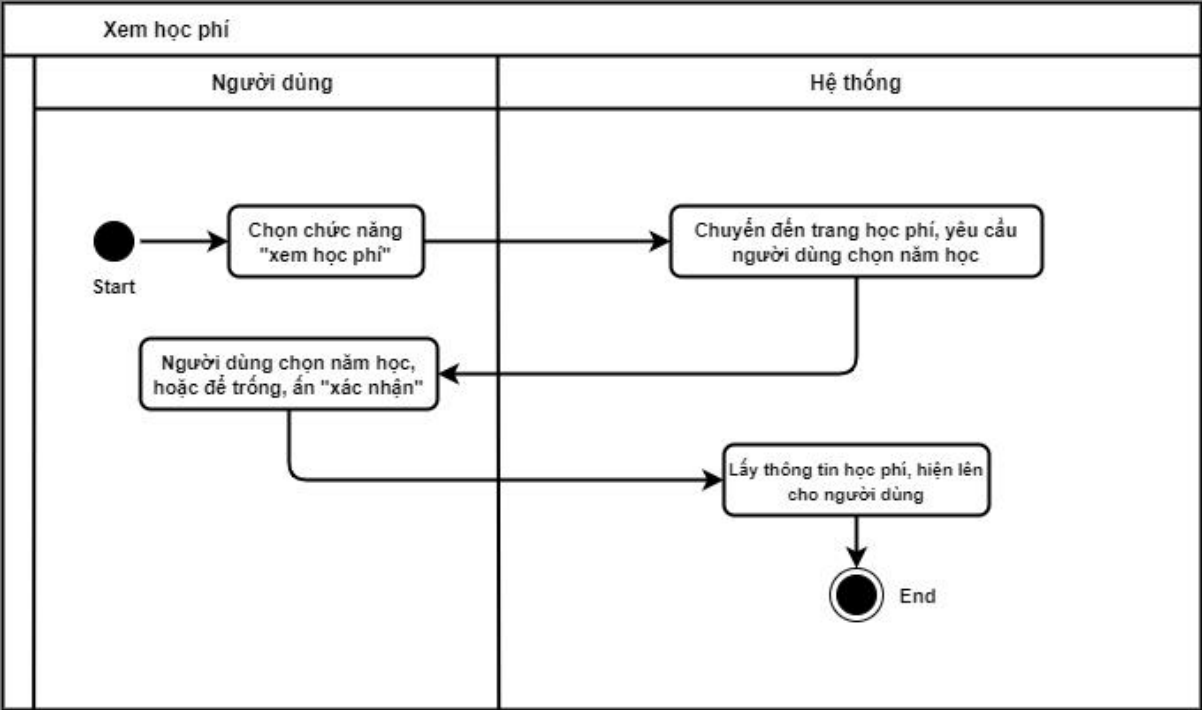 Xem học phí
Người dùng
Hệ thống
Chọn chức năng
"xem học phí"
Chuyển đến trang học phí, yêu cầu
người dùng chọn năm học
Start
Người dùng chọn năm học,
hoặc để trống, ấn "xác nhận"
Lấy thông tin học phí, hiện lên
cho người dùng
End